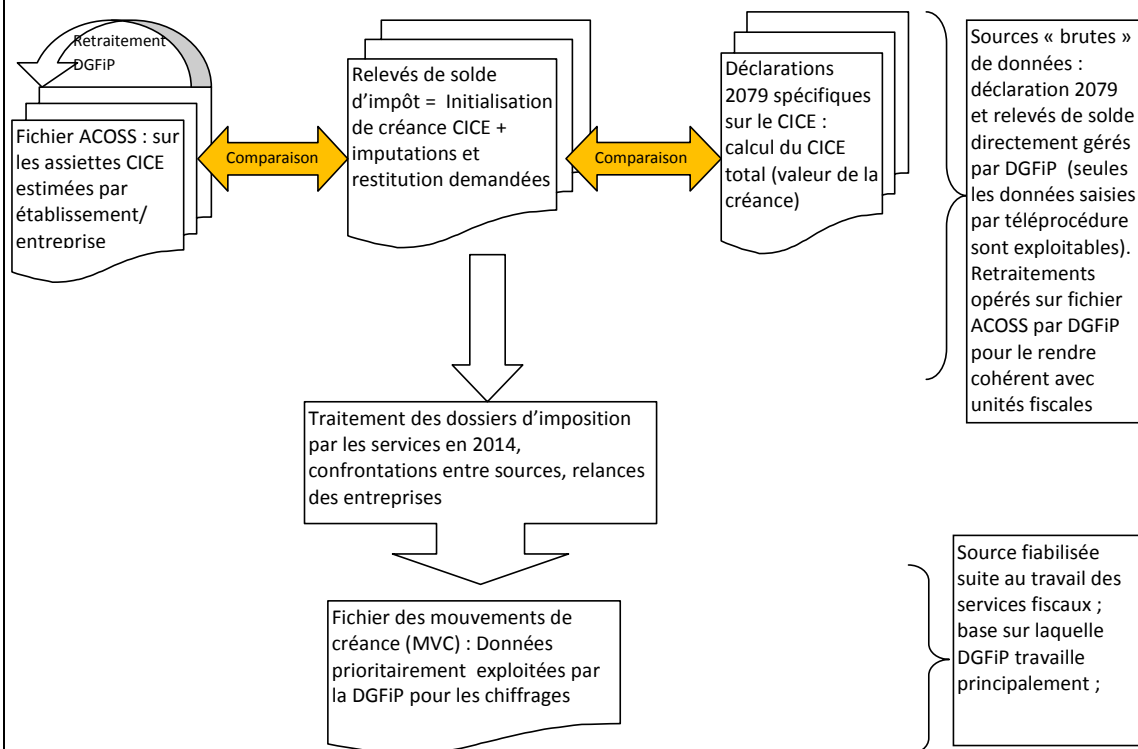 Retraitement
DGFiP
Fichier ACOSS : sur
les assiettes CICE
estimées par
établissement/
entreprise
Comparaison
Relevés de solde
d’impôt =  Initialisation
de créance CICE +
imputations et
restitution demandées
Comparaison
Déclarations
2079 spécifiques
sur le CICE :
calcul du CICE
total (valeur de la
créance)
Sources « brutes »
de données :
déclaration 2079
et relevés de solde
directement gérés
par DGFiP  (seules
les données saisies
par téléprocédure
sont exploitables).
Retraitements
opérés sur fichier
ACOSS par DGFiP
pour le rendre
cohérent avec
unités fiscales
Traitement des dossiers d’imposition
par les services en 2014,
confrontations entre sources, relances
des entreprises
Fichier des mouvements de
créance (MVC) : Données
prioritairement  exploitées par
la DGFiP pour les chiffrages
Source fiabilisée
suite au travail des
services fiscaux ;
base sur laquelle
DGFiP travaille
principalement ;